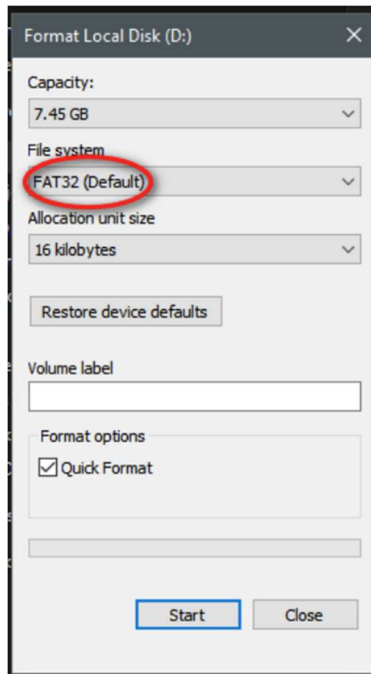 Format Local Disk (D:)
Capacity:
7.45 GB
File system
FAT32 (Default)
Allocation unit size
16 kilobytes
Restore device defaults
Volume label
Format options
Quick Format
Start Close